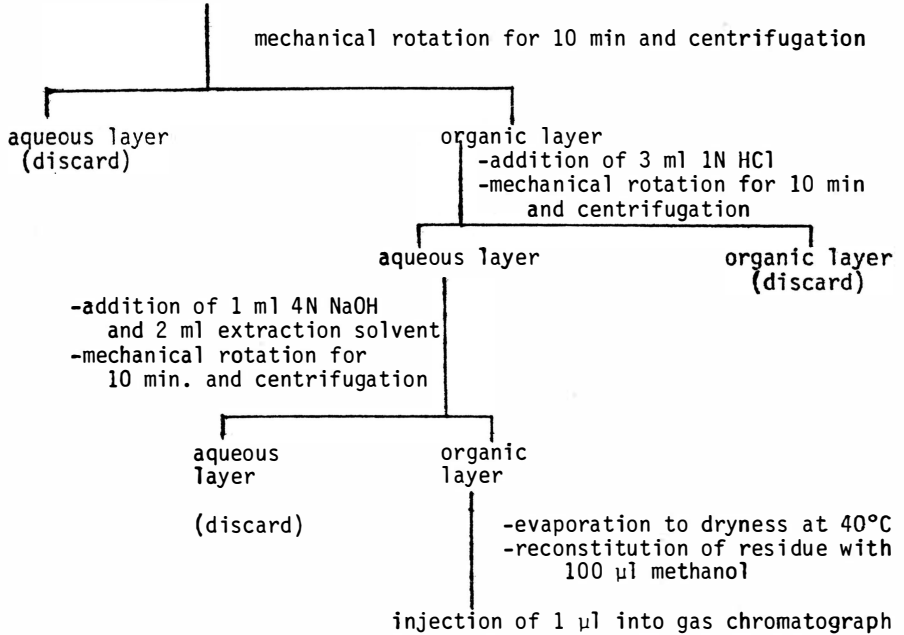 mechanical rotation for 10 min and centrifugation
aqueous layer
(discard)
organic layer
-addition of 3 ml 1N HCl
-mechanical rotation for 10 min
and centrifugation
aqueous layer
organic layer
(discard)
-addition of 1 ml 4N NaOH
and 2 ml extraction solvent
-mechanical rotation for
10 min. and centrifugation
aqueous
layer
(discard)
organic
layer
-evaporation to dryness at 40°C
-reconstitution of residue with
100 µl methanol
injection of 1 µl into gas chromatograph